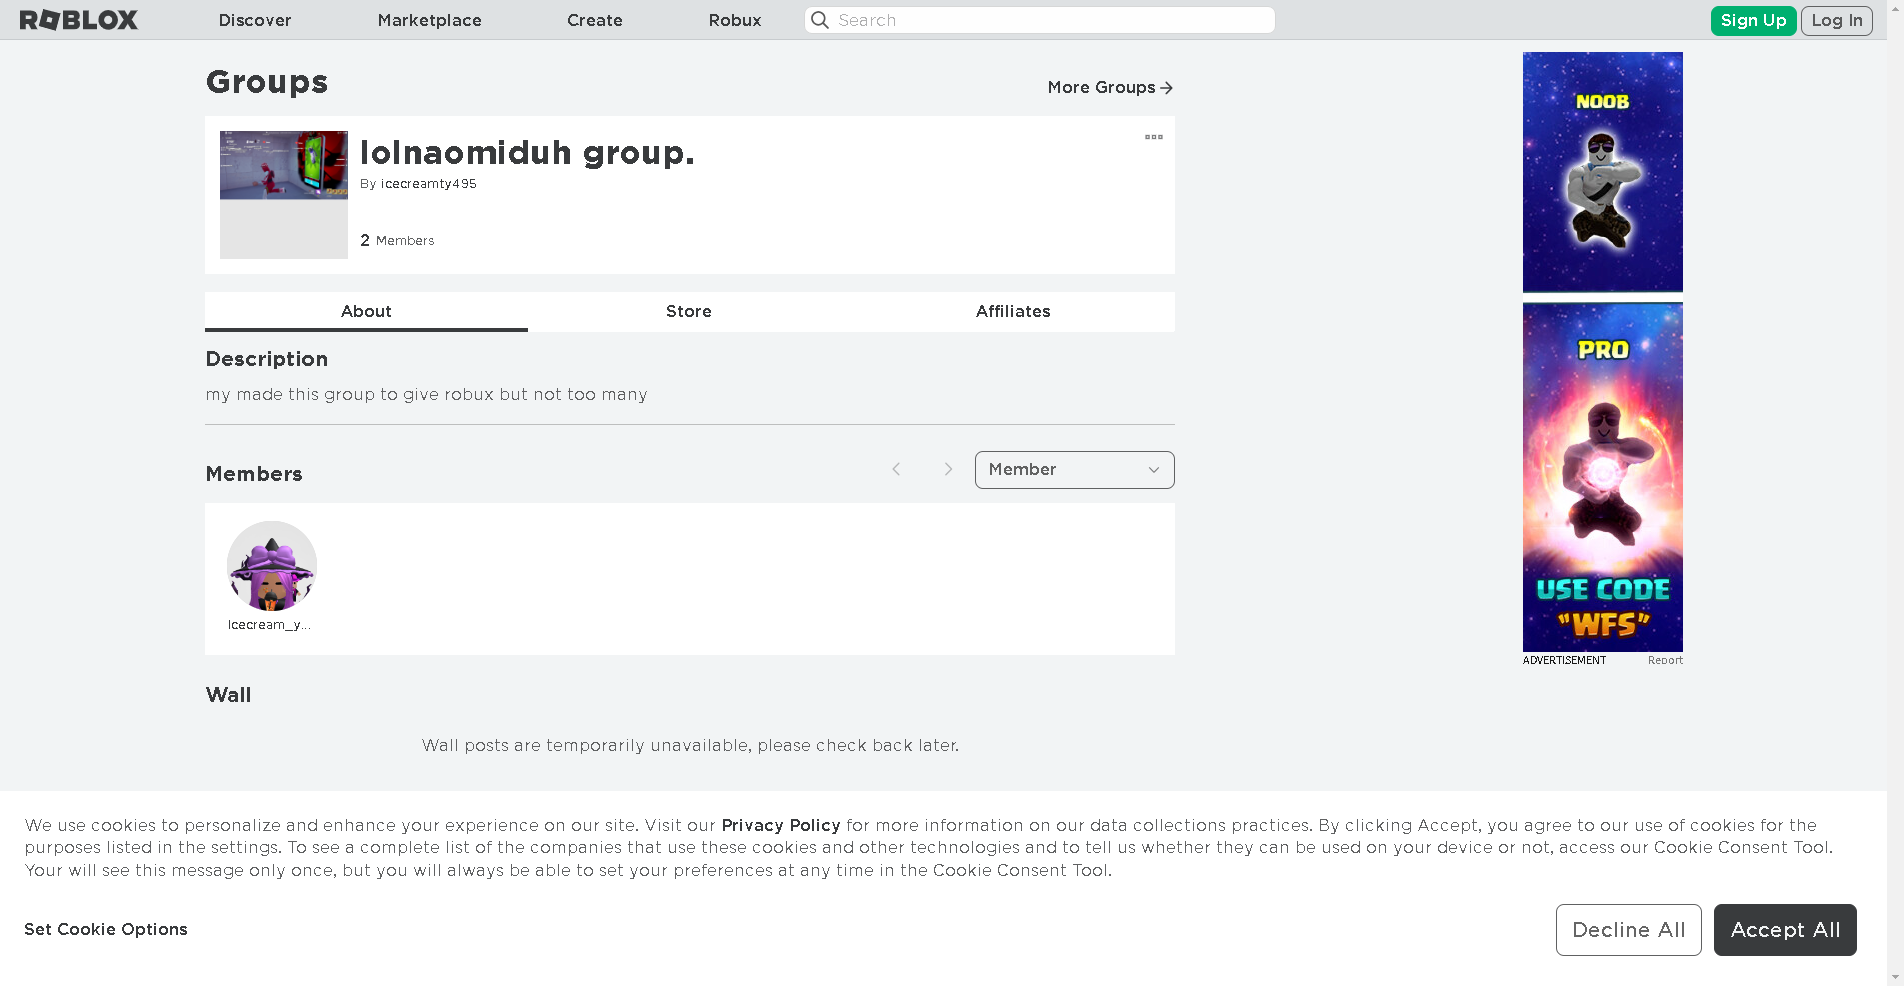 ROBLOX Discover Marketplace Create Robux Search Sign Up Log In
Groups
More Groups
lolnaomiduh group.
By icecreamty495
2 Members
About Store Affiliates
Description
my made this group to give robux but not too many
Members
Member
Icecream_y...
Wall
Wall posts are temporarily unavailable, please check back later.
NOOB
PRO
USE CODE
"WFS"
ADVERTISEMENT Report
We use cookies to personalize and enhance your experience on our site. Visit our Privacy Policy for more information on our data collections practices. By clicking Accept, you agree to our use of cookies for the
purposes listed in the settings. To see a complete list of the companies that use these cookies and other technologies and to tell us whether they can be used on your device or not, access our Cookie Consent Tool.
Your will see this message only once, but you will always be able to set your preferences at any time in the Cookie Consent Tool.
Set Cookie Options
Decline All
Accept All